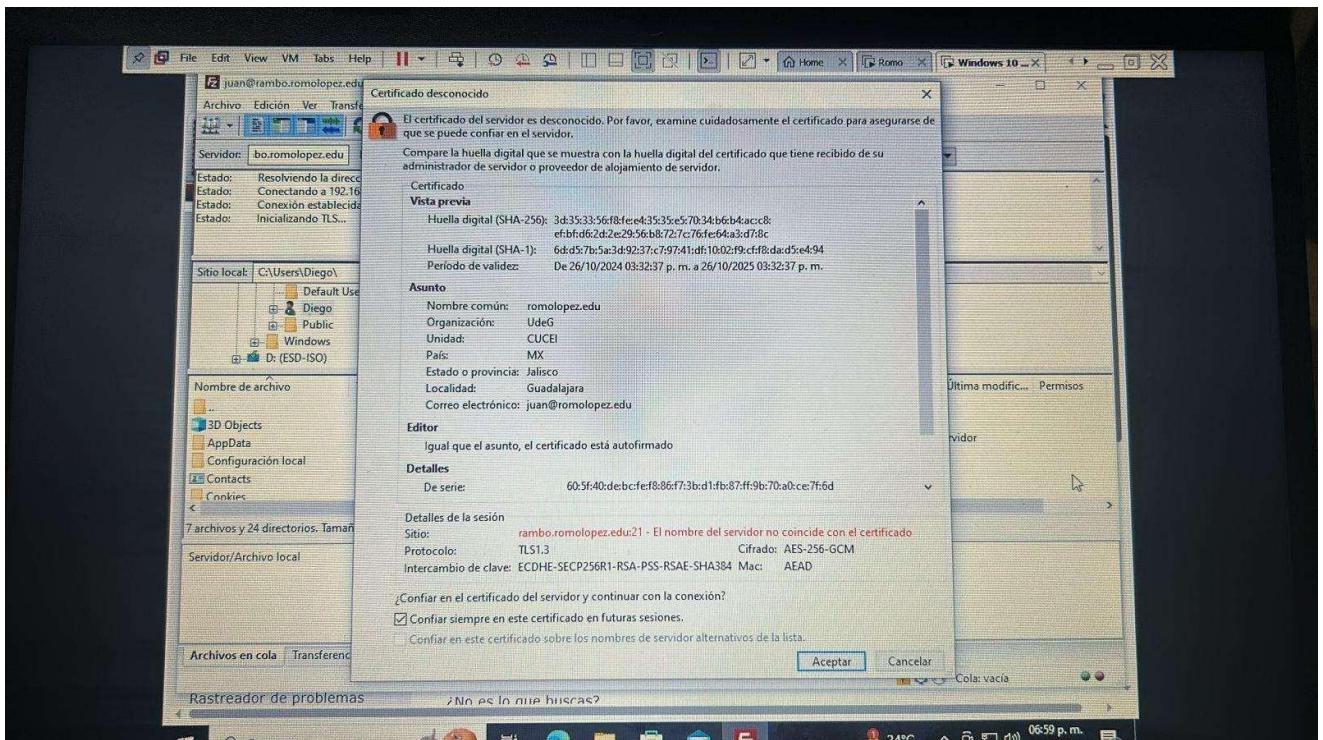 File Edit View VM Tabs Help Home Romo Windows 10
juan@rambo.romolopez.edu
Archivo Edición Ver
Servidor: bo.romolopez.edu
Estado: Resolviendo la direcc
Estado: Conectando a 192.16
Estado: Conexión establecida
Estado: Inicializando TLS...
Sitio local: C:\Users\Diego\
Default Use
Diego
Public
Windows
D: (ESD-ISO)
Nombre de archivo
..
3D Objects
AppData
Configuración local
Contacts
Cookies
7 archivos y 24 directorios. Tamañ
Servidor/Archivo local
Archivos en cola Transferenc
Certificado desconocido
El certificado del servidor es desconocido. Por favor, examine cuidadosamente el certificado para asegurarse de
que se puede confiar en el servidor.
Compare la huella digital que se muestra con la huella digital del certificado que tiene recibido de su
administrador de servidor o proveedor de alojamiento de servidor.
Certificado
Vista previa
Huella digital (SHA-256): 3d:35:33:56:f8:fe:e4:35:35:e5:70:34:b6:b4:ac:c8:
ef:bf:d6:2d:2e:29:56:b8:72:7c:76:fe:64:a3:d7:8c
Huella digital (SHA-1): 6d:d5:7b:5a:3d:92:37:c7:97:41:df:10:02:f9:cf:f8:da:d5:e4:94
Período de validez: De 26/10/2024 03:32:37 p. m. a 26/10/2025 03:32:37 p. m.
Asunto
Nombre común: romolopez.edu
Organización: UdeG
Unidad: CUCEI
País: MX
Estado o provincia: Jalisco
Localidad: Guadalajara
Correo electrónico: juan@romolopez.edu
Editor
Igual que el asunto, el certificado está autofirmado
Detalles
De serie: 60:5f:40:de:bc:fe:f8:86:f7:3b:d1:fb:87:ff:9b:70:a0:ce:7f:6d
Detalles de la sesión
Sitio: rambo.romolopez.edu:21 - El nombre del servidor no coincide con el certificado
Protocolo: TLS1.3 Cifrado: AES-256-GCM
Intercambio de clave: ECDHE-SECP256R1-RSA-PSS-RSAE-SHA384 Mac: AEAD
¿Confiar en el certificado del servidor y continuar con la conexión?
Confiar siempre en este certificado en futuras sesiones.
Confiar en este certificado sobre los nombres de servidor alternativos de la lista.
Aceptar Cancelar
Última modific... Permisos
vidor
Cola: vacía
Rastreador de problemas ¿No es lo que buscas?
24°C 06:59 p. m.